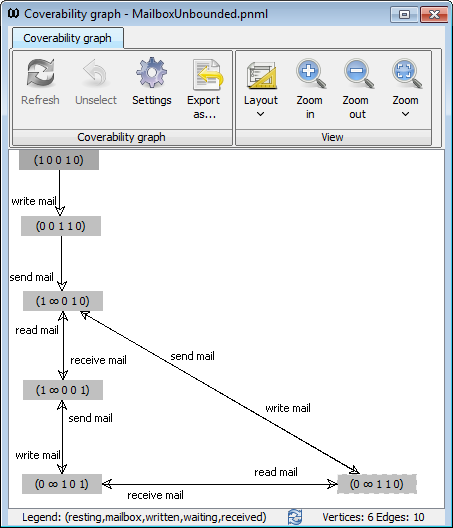 Coverability graph - MailboxUnbounded.pnml
Coverability graph
Refresh
Unselect
Settings
Export as...
Layout
Zoom in
Zoom out
Zoom
Coverability graph
View
(1 0 0 1 0)
write mail
(0 0 1 1 0)
send mail
(1 ∞ 0 1 0)
read mail
receive mail
send mail
write mail
(1 ∞ 0 0 1)
send mail
write mail
(0 ∞ 1 0 1)
read mail
receive mail
(0 ∞ 1 1 0)
Legend: (resting,mailbox,written,waiting,received)
Vertices: 6 Edges: 10